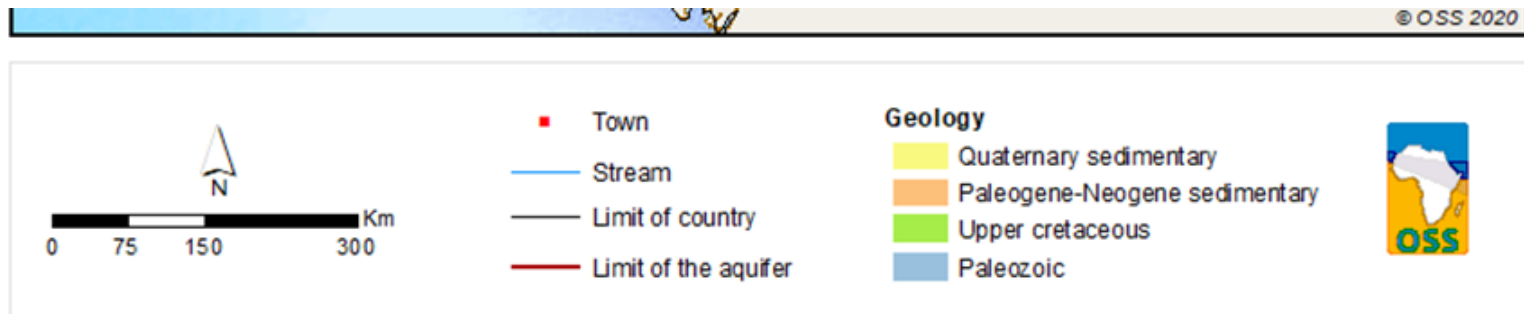 © OSS 2020
N
Km
0 75 150 300
Town
Stream
Limit of country
Limit of the aquifer
Geology
Quaternary sedimentary
Paleogene-Neogene sedimentary
Upper cretaceous
Paleozoic
OSS